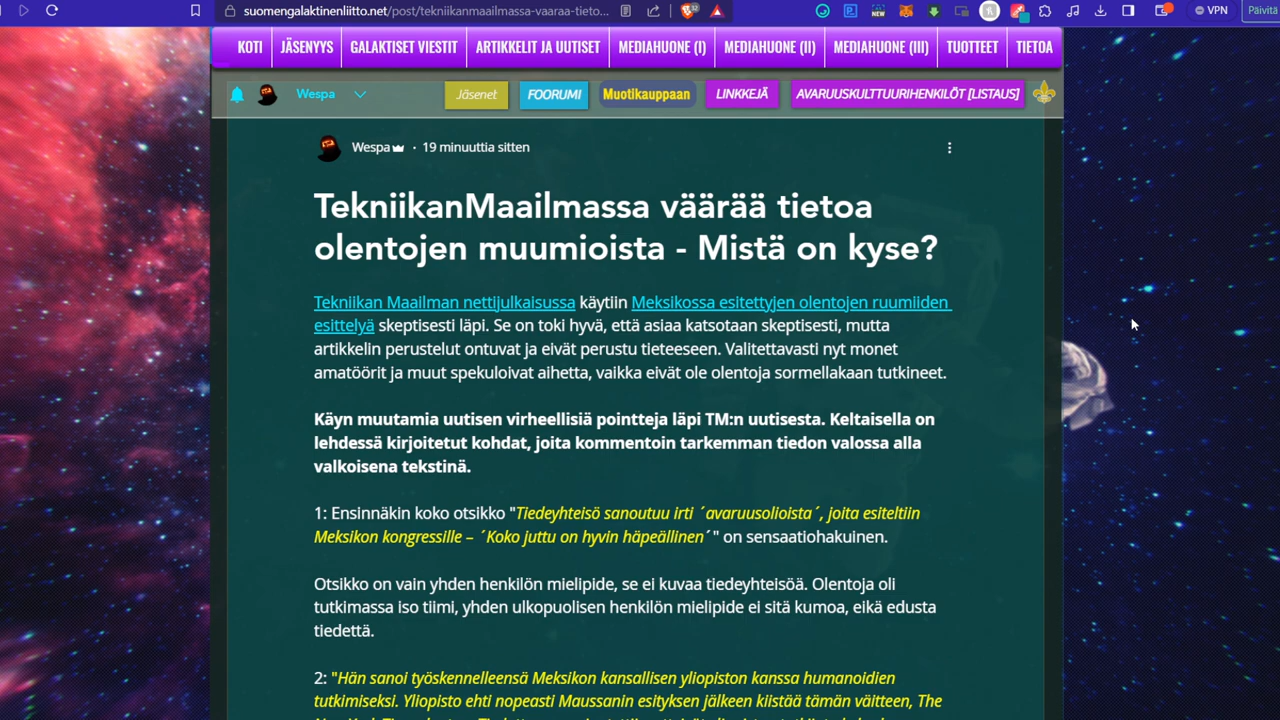 suomengalaktinenliitto.net/post/tekniikanmaailmassa-vaaraa-tieto...
VPN
Päivitä
KOTI
JÄSENYYS
GALAKTISET VIESTIT
ARTIKKELIT JA UUTISET
MEDIAHUONE (I)
MEDIAHUONE (II)
MEDIAHUONE (III)
TUOTTEET
TIETOA
Wespa
Jäsenet
FOORUMI
Muotikauppaan
LINKKEJÄ
AVARUUSKULTTUURIHENKILÖT [LISTAUS]
Wespa · 19 minuuttia sitten
TekniikanMaailmassa väärää tietoa
olentojen muumioista - Mistä on kyse?
Tekniikan Maailman nettijulkaisussa käytiin Meksikossa esitettyjen olentojen ruumiiden
esittelyä skeptisesti läpi. Se on toki hyvä, että asiaa katsotaan skeptisesti, mutta
artikkelin perustelut ontuvat ja eivät perustu tieteeseen. Valitettavasti nyt monet
amatöörit ja muut spekuloivat aihetta, vaikka eivät ole olentoja sormellakaan tutkineet.
Käyn muutamia uutisen virheellisiä pointteja läpi TM:n uutisesta. Keltaisella on
lehdessä kirjoitetut kohdat, joita kommentoin tarkemman tiedon valossa alla
valkoisena tekstinä.
1: Ensinnäkin koko otsikko "Tiedeyhteisö sanoutuu irti ´avaruusolioista´, joita esiteltiin
Meksikon kongressille – ´Koko juttu on hyvin häpeällinen´" on sensaatiohakuinen.
Otsikko on vain yhden henkilön mielipide, se ei kuvaa tiedeyhteisöä. Olentoja oli
tutkimassa iso tiimi, yhden ulkopuolisen henkilön mielipide ei sitä kumoa, eikä edusta
tiedettä.
2: "Hän sanoi työskennelleensä Meksikon kansallisen yliopiston kanssa humanoidien
tutkimiseksi. Yliopisto ehti nopeasti Maussanin esityksen jälkeen kiistää tämän väitteen, The